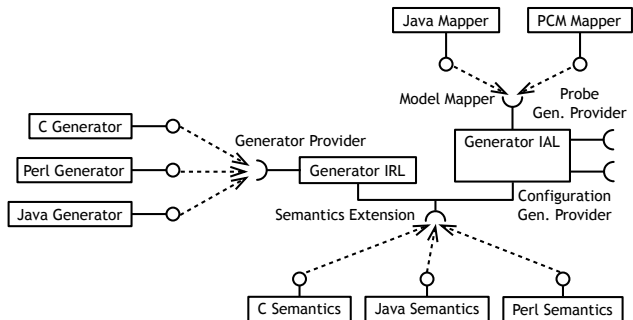 Java Mapper
PCM Mapper
Model Mapper
Probe
Gen. Provider
C Generator
Generator Provider
Generator IAL
Perl Generator
Generator IRL
Java Generator
Semantics Extension
Configuration
Gen. Provider
C Semantics
Java Semantics
Perl Semantics